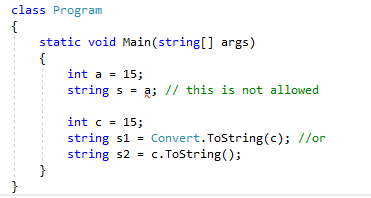 class Program
{
    static void Main(string[] args)
    {
        int a = 15;
        string s = a; // this is not allowed

        int c = 15;
        string s1 = Convert.ToString(c); //or
        string s2 = c.ToString();
    }
}